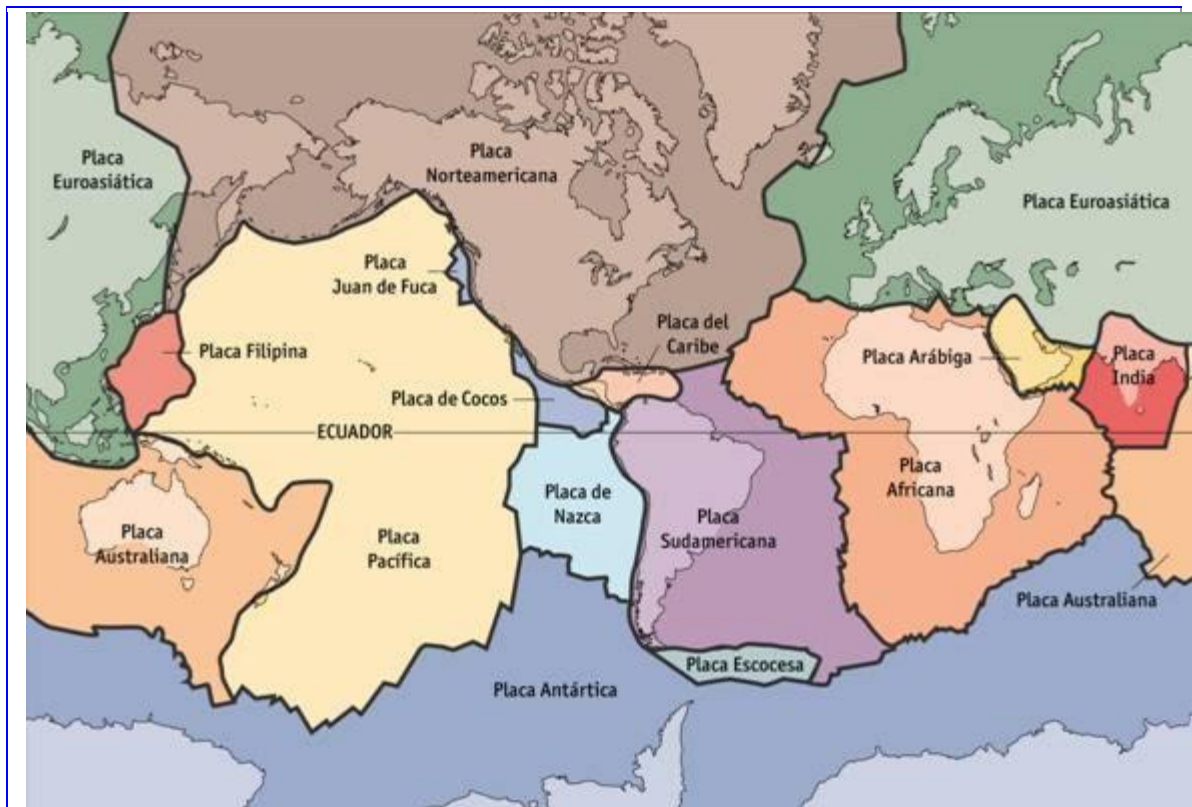 Placa
Euroasiática
Placa
Norteamericana
Placa Euroasiática
Placa
Juan de Fuca
Placa Filipina
Placa del
Caribe
Placa Arábiga
Placa
India
Placa de Cocos
ECUADOR
Placa
Africana
Placa de
Nazca
Placa
Sudamericana
Placa
Australiana
Placa
Pacífica
Placa Australiana
Placa Escocesa
Placa Antártica